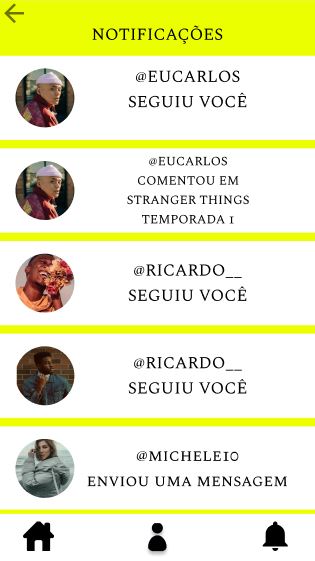 NOTIFICAÇÕES
@EUCARLOS
SEGUIU VOCÊ
@EUCARLOS
COMENTOU EM
STRANGER THINGS
TEMPORADA 1
@RICARDO__
SEGUIU VOCÊ
@RICARDO__
SEGUIU VOCÊ
@MICHELE10
ENVIOU UMA MENSAGEM